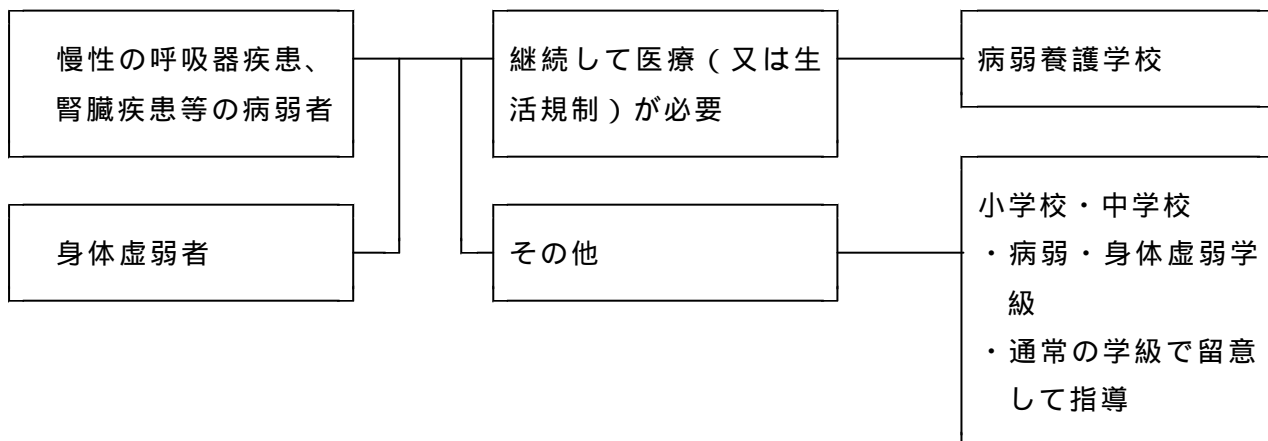 慢性の呼吸器疾患、
腎臓疾患等の病弱者
継続して医療(又は生
活規制)が必要
病弱養護学校
身体虚弱者
その他
小学校・中学校
・病弱・身体虚弱学
級
・通常の学級で留意
して指導